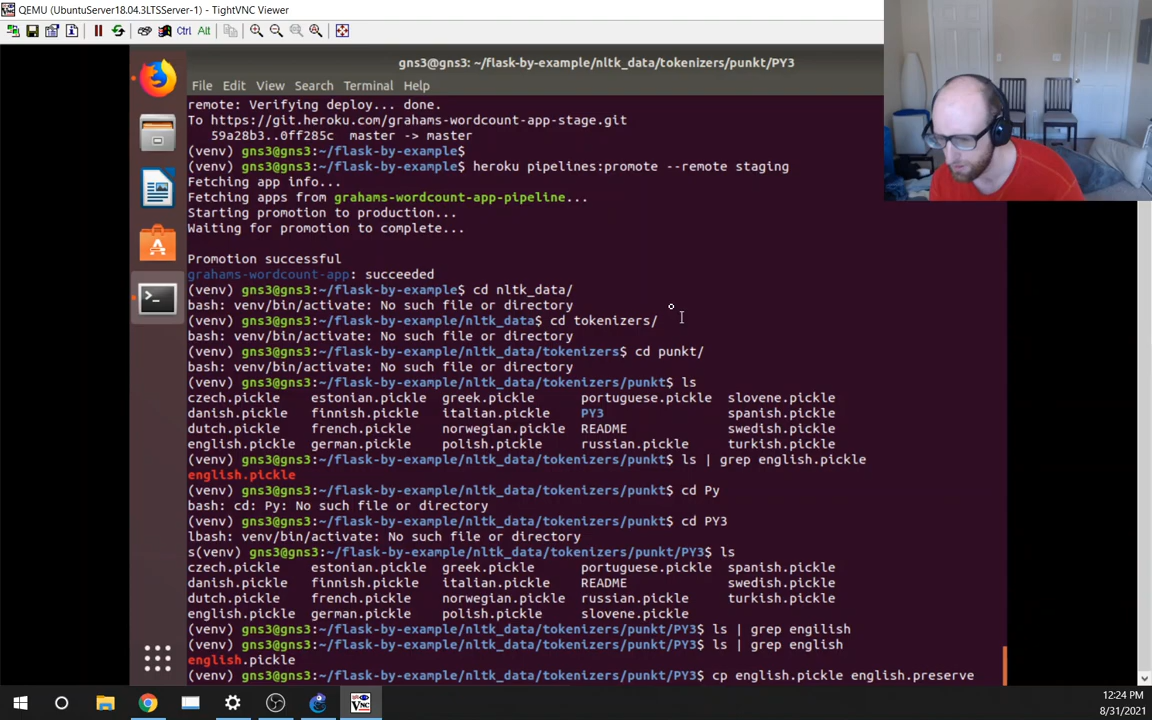 QEMU (UbuntuServer18.04.3LTSServer-1) - TightVNC Viewer
Ctrl Alt
gns3@gns3: ~/flask-by-example/nltk_data/tokenizers/punkt/PY3
File Edit View Search Terminal Help
remote: Verifying deploy... done.
To https://git.heroku.com/grahams-wordcount-app-stage.git
59a28b3..0ff285c master -> master
(venv) gns3@gns3:~/flask-by-example$
(venv) gns3@gns3:~/flask-by-example$ heroku pipelines:promote --remote staging
Fetching app info...
Fetching apps from grahams-wordcount-app-pipeline...
Starting promotion to production...
Waiting for promotion to complete...
Promotion successful
grahams-wordcount-app: succeeded
(venv) gns3@gns3:~/flask-by-example$ cd nltk_data/
bash: venv/bin/activate: No such file or directory
(venv) gns3@gns3:~/flask-by-example/nltk_data$ cd tokenizers/
bash: venv/bin/activate: No such file or directory
(venv) gns3@gns3:~/flask-by-example/nltk_data/tokenizers$ cd punkt/
bash: venv/bin/activate: No such file or directory
(venv) gns3@gns3:~/flask-by-example/nltk_data/tokenizers/punkt$ ls
czech.pickle estonian.pickle greek.pickle portuguese.pickle slovene.pickle
danish.pickle finnish.pickle italian.pickle PY3 spanish.pickle
dutch.pickle french.pickle norwegian.pickle README swedish.pickle
english.pickle german.pickle polish.pickle russian.pickle turkish.pickle
(venv) gns3@gns3:~/flask-by-example/nltk_data/tokenizers/punkt$ ls | grep english.pickle
english.pickle
(venv) gns3@gns3:~/flask-by-example/nltk_data/tokenizers/punkt$ cd Py
bash: cd: Py: No such file or directory
(venv) gns3@gns3:~/flask-by-example/nltk_data/tokenizers/punkt$ cd PY3
lbash: venv/bin/activate: No such file or directory
s(venv) gns3@gns3:~/flask-by-example/nltk_data/tokenizers/punkt/PY3$ ls
czech.pickle estonian.pickle greek.pickle portuguese.pickle spanish.pickle
danish.pickle finnish.pickle italian.pickle README swedish.pickle
dutch.pickle french.pickle norwegian.pickle russian.pickle turkish.pickle
english.pickle german.pickle polish.pickle slovene.pickle
(venv) gns3@gns3:~/flask-by-example/nltk_data/tokenizers/punkt/PY3$ ls | grep engilish
(venv) gns3@gns3:~/flask-by-example/nltk_data/tokenizers/punkt/PY3$ ls | grep english
english.pickle
(venv) gns3@gns3:~/flask-by-example/nltk_data/tokenizers/punkt/PY3$ cp english.pickle english.preserve
12:24 PM
8/31/2021